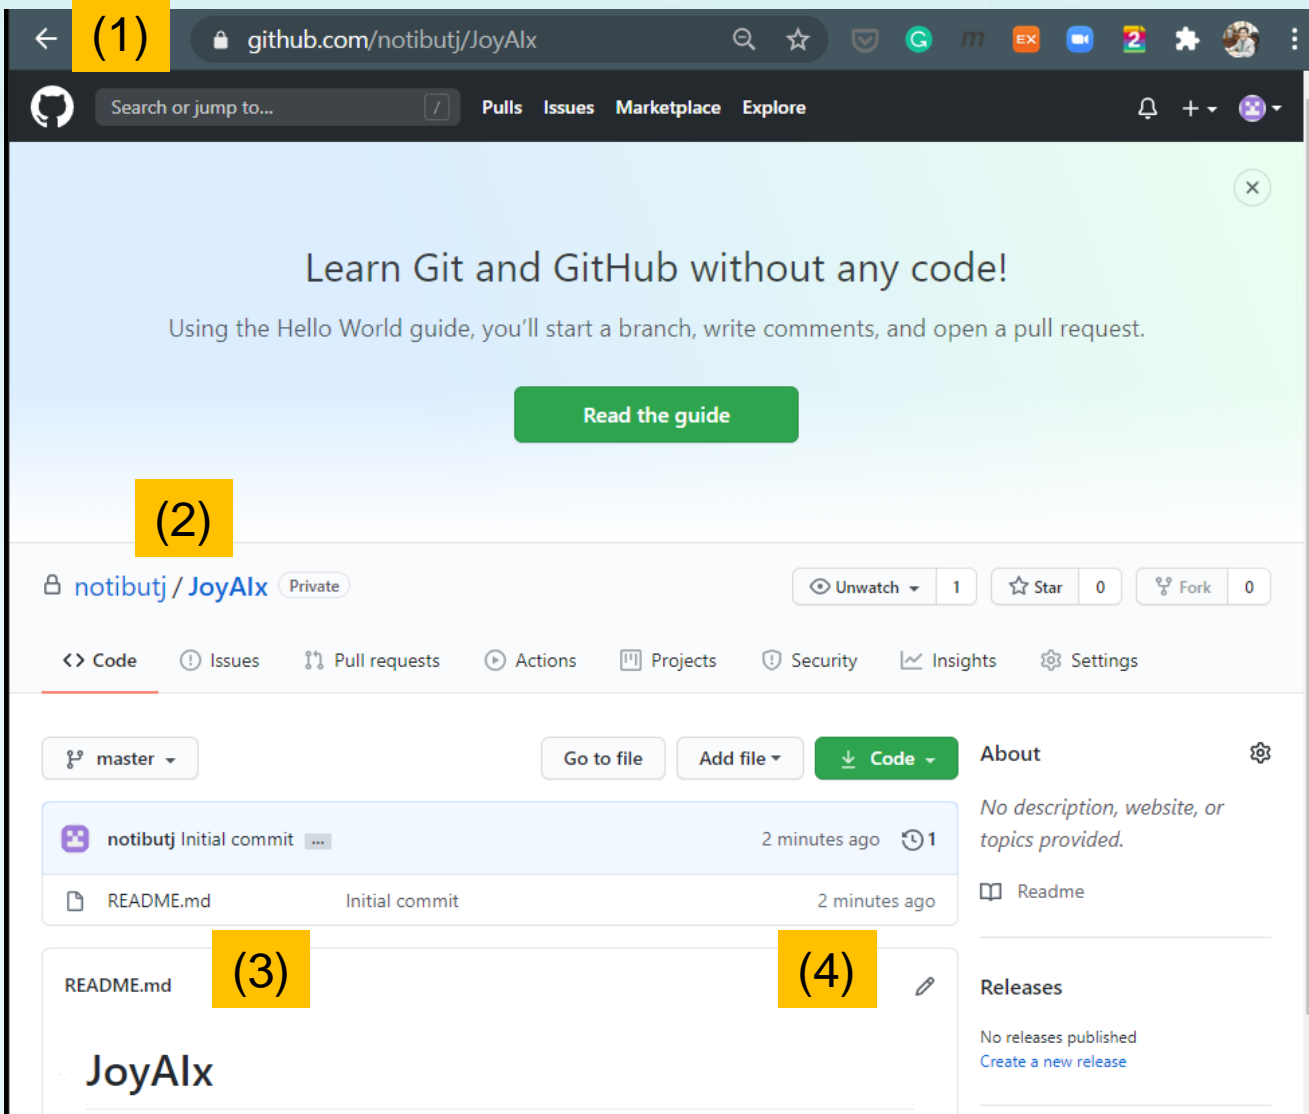 (1)
github.com/notibutj/JoyAIx
m EX 2
Search or jump to... / Pulls Issues Marketplace Explore
Learn Git and GitHub without any code!
Using the Hello World guide, you’ll start a branch, write comments, and open a pull request.
Read the guide
(2)
notibutj / JoyAIx Private Unwatch 1 Star 0 Fork 0
Code Issues Pull requests Actions Projects Security Insights Settings
master Go to file Add file Code
notibutj Initial commit ... 2 minutes ago 1
README.md Initial commit 2 minutes ago
(3) (4)
README.md
JoyAIx
About
No description, website, or
topics provided.
Readme
Releases
No releases published
Create a new release